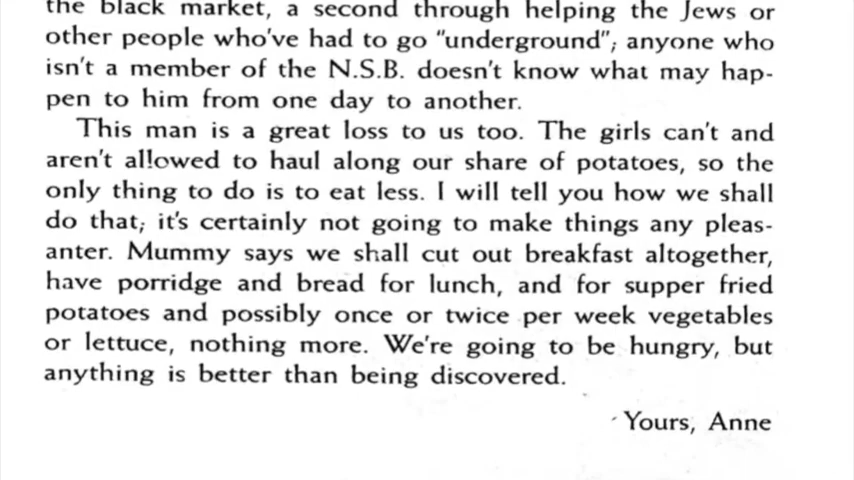 the black market, a second through helping the Jews or
other people who've had to go "underground"; anyone who
isn't a member of the N.S.B. doesn't know what may hap-
pen to him from one day to another.
This man is a great loss to us too. The girls can't and
aren't allowed to haul along our share of potatoes, so the
only thing to do is to eat less. I will tell you how we shall
do that; it's certainly not going to make things any pleas-
anter. Mummy says we shall cut out breakfast altogether,
have porridge and bread for lunch, and for supper fried
potatoes and possibly once or twice per week vegetables
or lettuce, nothing more. We're going to be hungry, but
anything is better than being discovered.
Yours, Anne